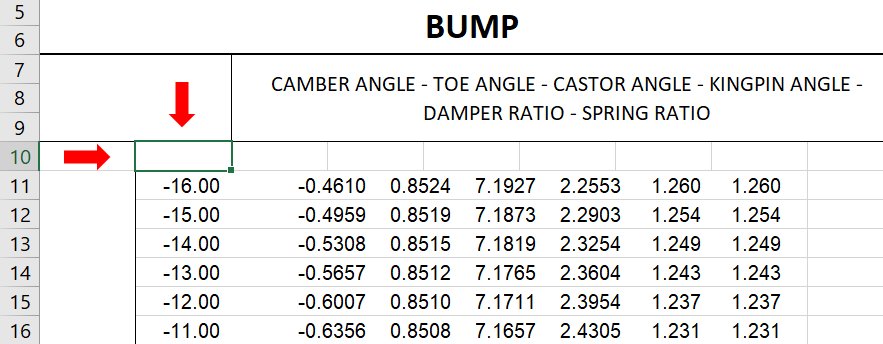 5
6 BUMP
7
CAMBER ANGLE - TOE ANGLE - CASTOR ANGLE - KINGPIN ANGLE -
8
DAMPER RATIO - SPRING RATIO
9
10
11 -16.00 -0.4610 0.8524 7.1927 2.2553 1.260 1.260
12 -15.00 -0.4959 0.8519 7.1873 2.2903 1.254 1.254
13 -14.00 -0.5308 0.8515 7.1819 2.3254 1.249 1.249
14 -13.00 -0.5657 0.8512 7.1765 2.3604 1.243 1.243
15 -12.00 -0.6007 0.8510 7.1711 2.3954 1.237 1.237
16 -11.00 -0.6356 0.8508 7.1657 2.4305 1.231 1.231